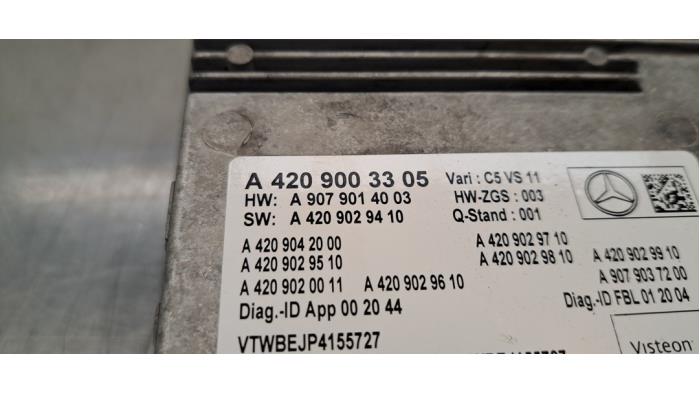 A 420 900 33 05 Vari : C5 VS 11
HW: A 907 901 40 03 HW-ZGS : 003
SW: A 420 902 94 10 Q-Stand : 001
A 420 904 20 00 A 420 902 97 10 A 420 902 99 10
A 420 902 95 10 A 420 902 98 10 A 907 903 72 00
A 420 902 00 11 A 420 902 96 10 Diag.-ID FBL 01 20 04
Diag.-ID App 00 20 44
VTWBEJP4155727
Visteon